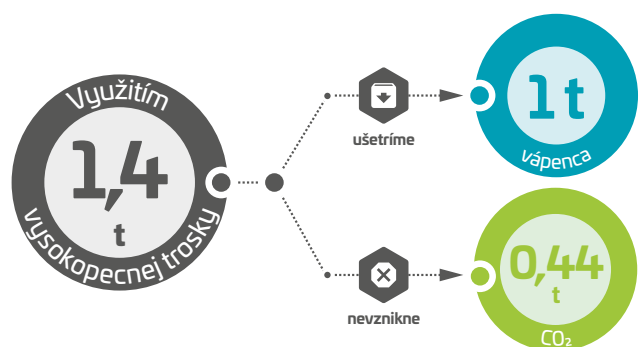 Využitím
1,4
t
vysokopecnej trosky
ušetríme
1 t
vápenca
nevznikne
0,44
t
CO₂